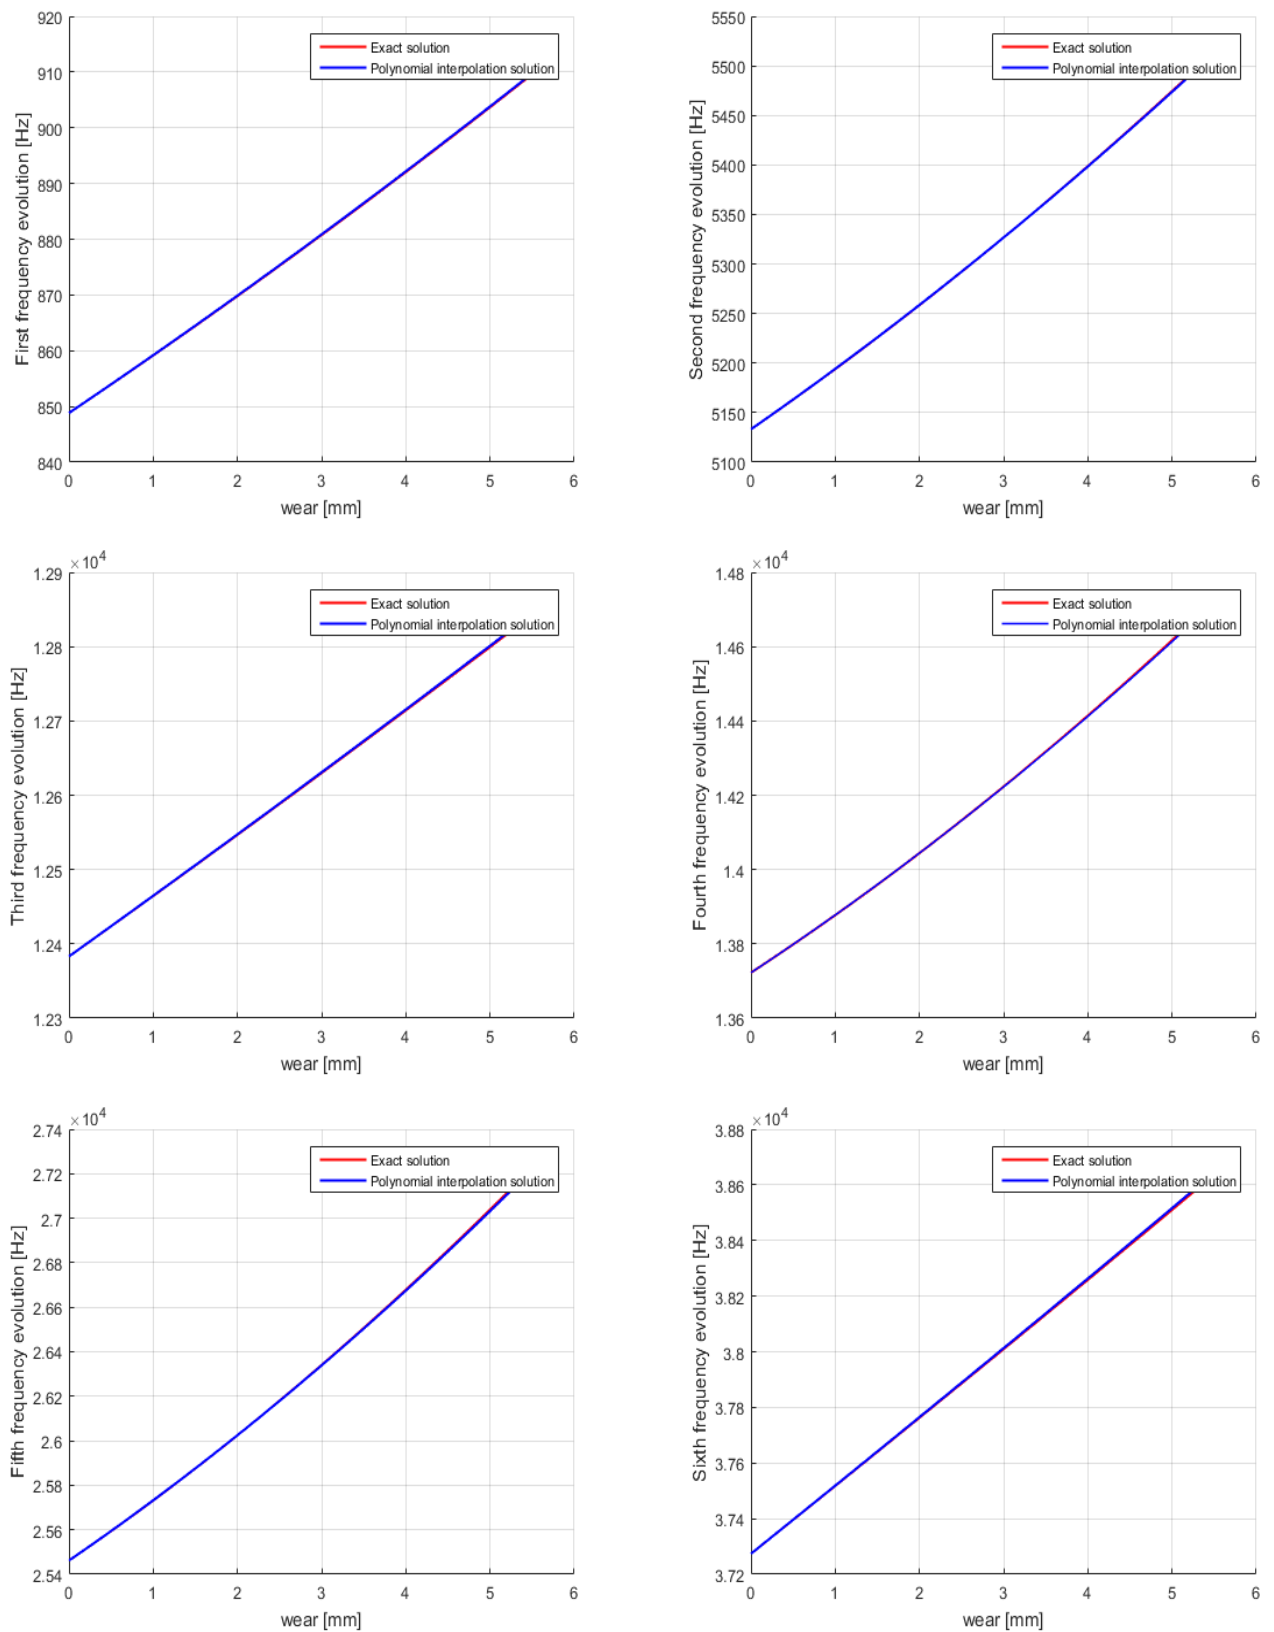 920
910
900
890
880
870
860
850
840
First frequency evolution [Hz]
Exact solution
Polynomial interpolation solution
0 1 2 3 4 5 6
wear [mm]
5550
5500
5450
5400
5350
5300
5250
5200
5150
5100
Second frequency evolution [Hz]
Exact solution
Polynomial interpolation solution
0 1 2 3 4 5 6
wear [mm]
×10⁴
1.29
1.28
1.27
1.26
1.25
1.24
1.23
Third frequency evolution [Hz]
Exact solution
Polynomial interpolation solution
0 1 2 3 4 5 6
wear [mm]
×10⁴
1.48
1.46
1.44
1.42
1.4
1.38
1.36
Fourth frequency evolution [Hz]
Exact solution
Polynomial interpolation solution
0 1 2 3 4 5 6
wear [mm]
×10⁴
2.74
2.72
2.7
2.68
2.66
2.64
2.62
2.6
2.58
2.56
2.54
Fifth frequency evolution [Hz]
Exact solution
Polynomial interpolation solution
0 1 2 3 4 5 6
wear [mm]
×10⁴
3.88
3.86
3.84
3.82
3.8
3.78
3.76
3.74
3.72
Sixth frequency evolution [Hz]
Exact solution
Polynomial interpolation solution
0 1 2 3 4 5 6
wear [mm]